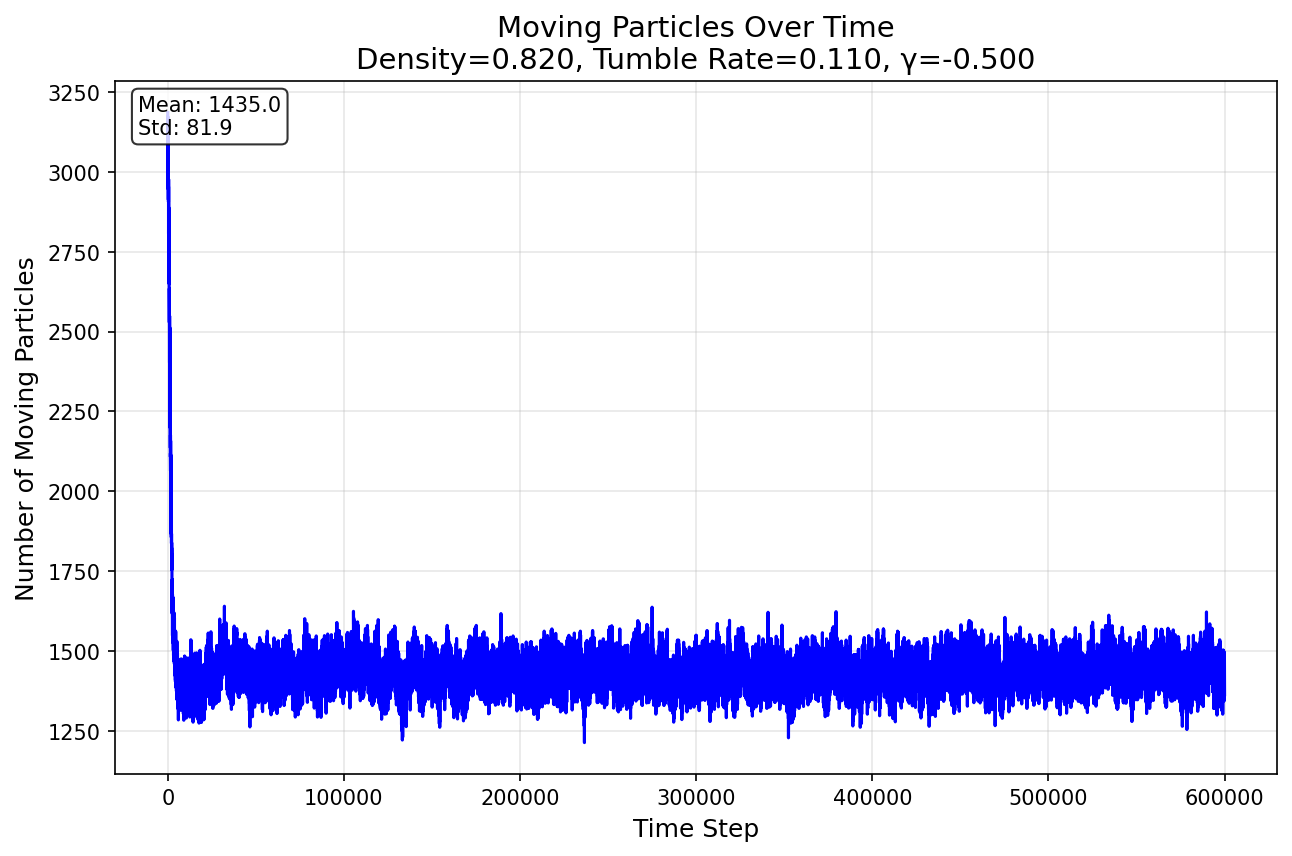 Moving Particles Over Time
Density=0.820, Tumble Rate=0.110, γ=-0.500
Mean: 1435.0
Std: 81.9
Number of Moving Particles
3250
3000
2750
2500
2250
2000
1750
1500
1250
0
100000
200000
300000
400000
500000
600000
Time Step